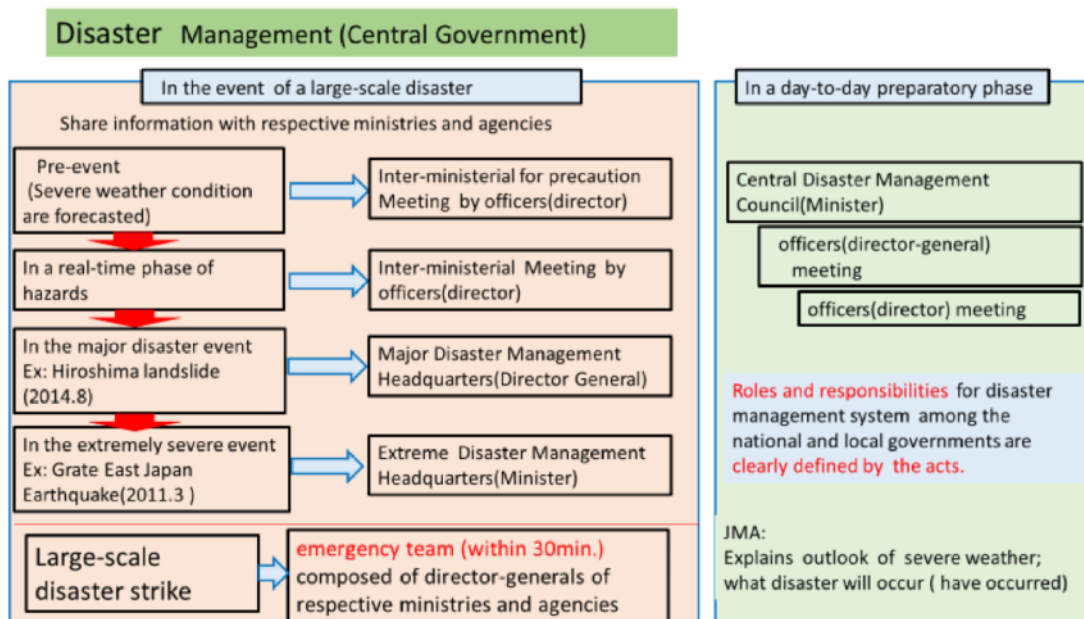 Disaster Management (Central Government)
In the event of a large-scale disaster
Share information with respective ministries and agencies
Pre-event
(Severe weather condition
are forecasted)
Inter-ministerial for precaution
Meeting by officers(director)
In a real-time phase of
hazards
Inter-ministerial Meeting by
officers(director)
In the major disaster event
Ex: Hiroshima landslide
(2014.8)
Major Disaster Management
Headquarters(Director General)
In the extremely severe event
Ex: Grate East Japan
Earthquake(2011.3 )
Extreme Disaster Management
Headquarters(Minister)
Large-scale
disaster strike
emergency team (within 30min.)
composed of director-generals of
respective ministries and agencies
In a day-to-day preparatory phase
Central Disaster Management
Council(Minister)
officers(director-general)
meeting
officers(director) meeting
Roles and responsibilities for disaster
management system among the
national and local governments are
clearly defined by the acts.
JMA:
Explains outlook of severe weather;
what disaster will occur ( have occurred)